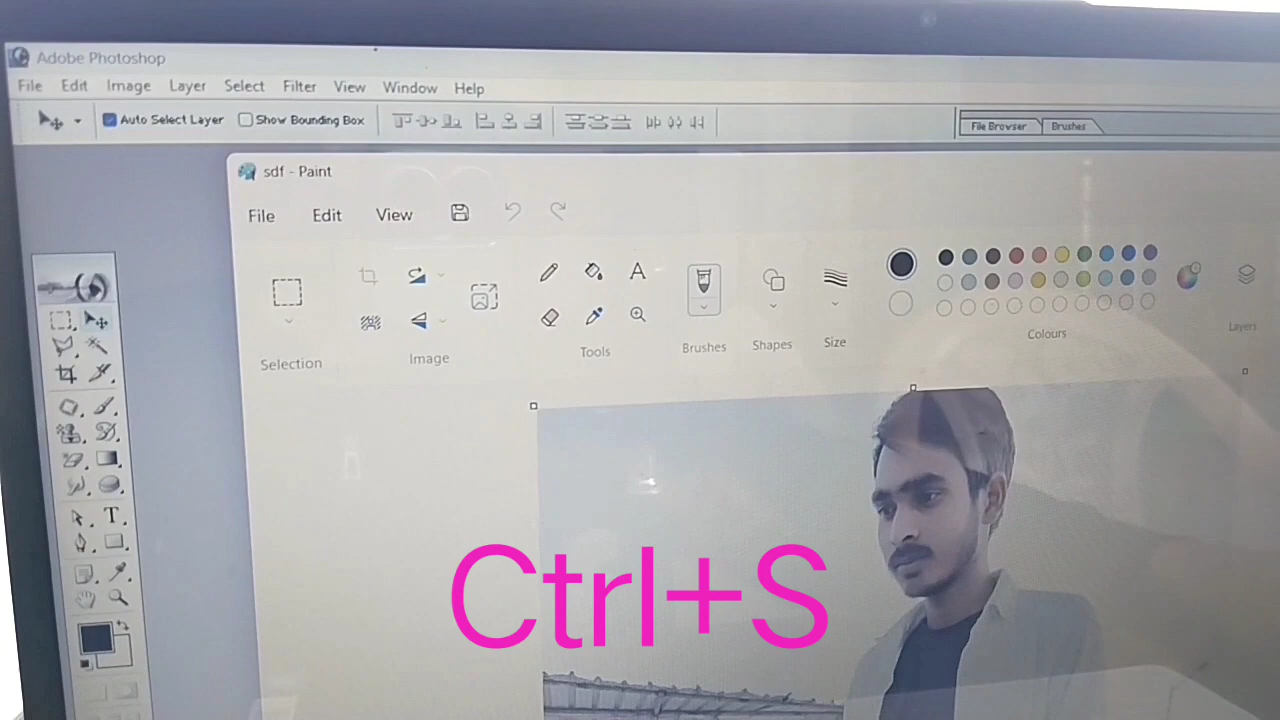 Adobe Photoshop
File Edit Image Layer Select Filter View Window Help
Auto Select Layer Show Bounding Box File Browser Brushes
sdf - Paint
File Edit View
Selection Image Tools Brushes Shapes Size Colours Layers
A
T
Ctrl+S